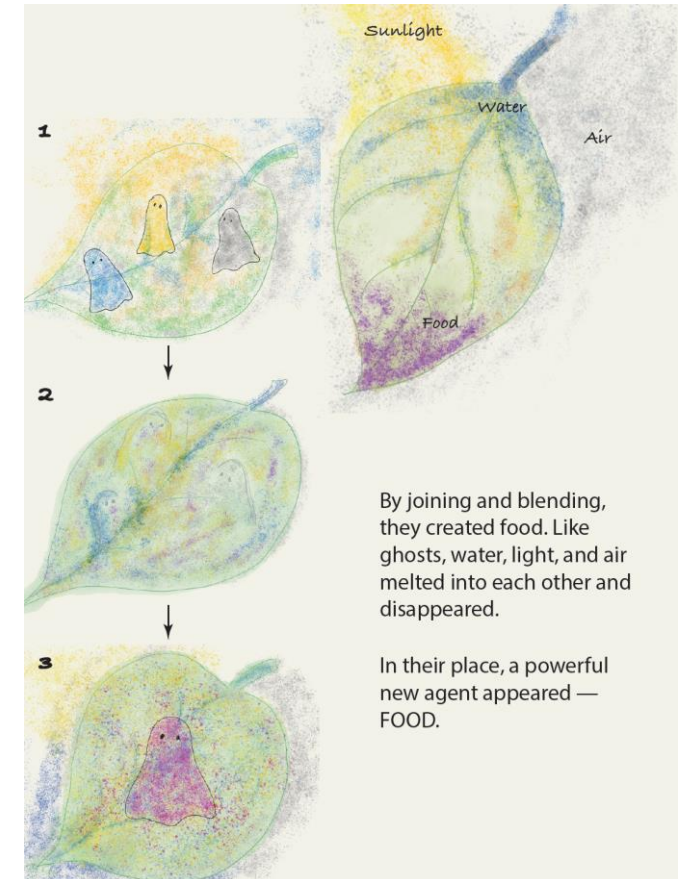 Sunlight
Water
Air
1
Food
2
By joining and blending,
they created food. Like
ghosts, water, light, and air
melted into each other and
disappeared.
3
In their place, a powerful
new agent appeared —
FOOD.